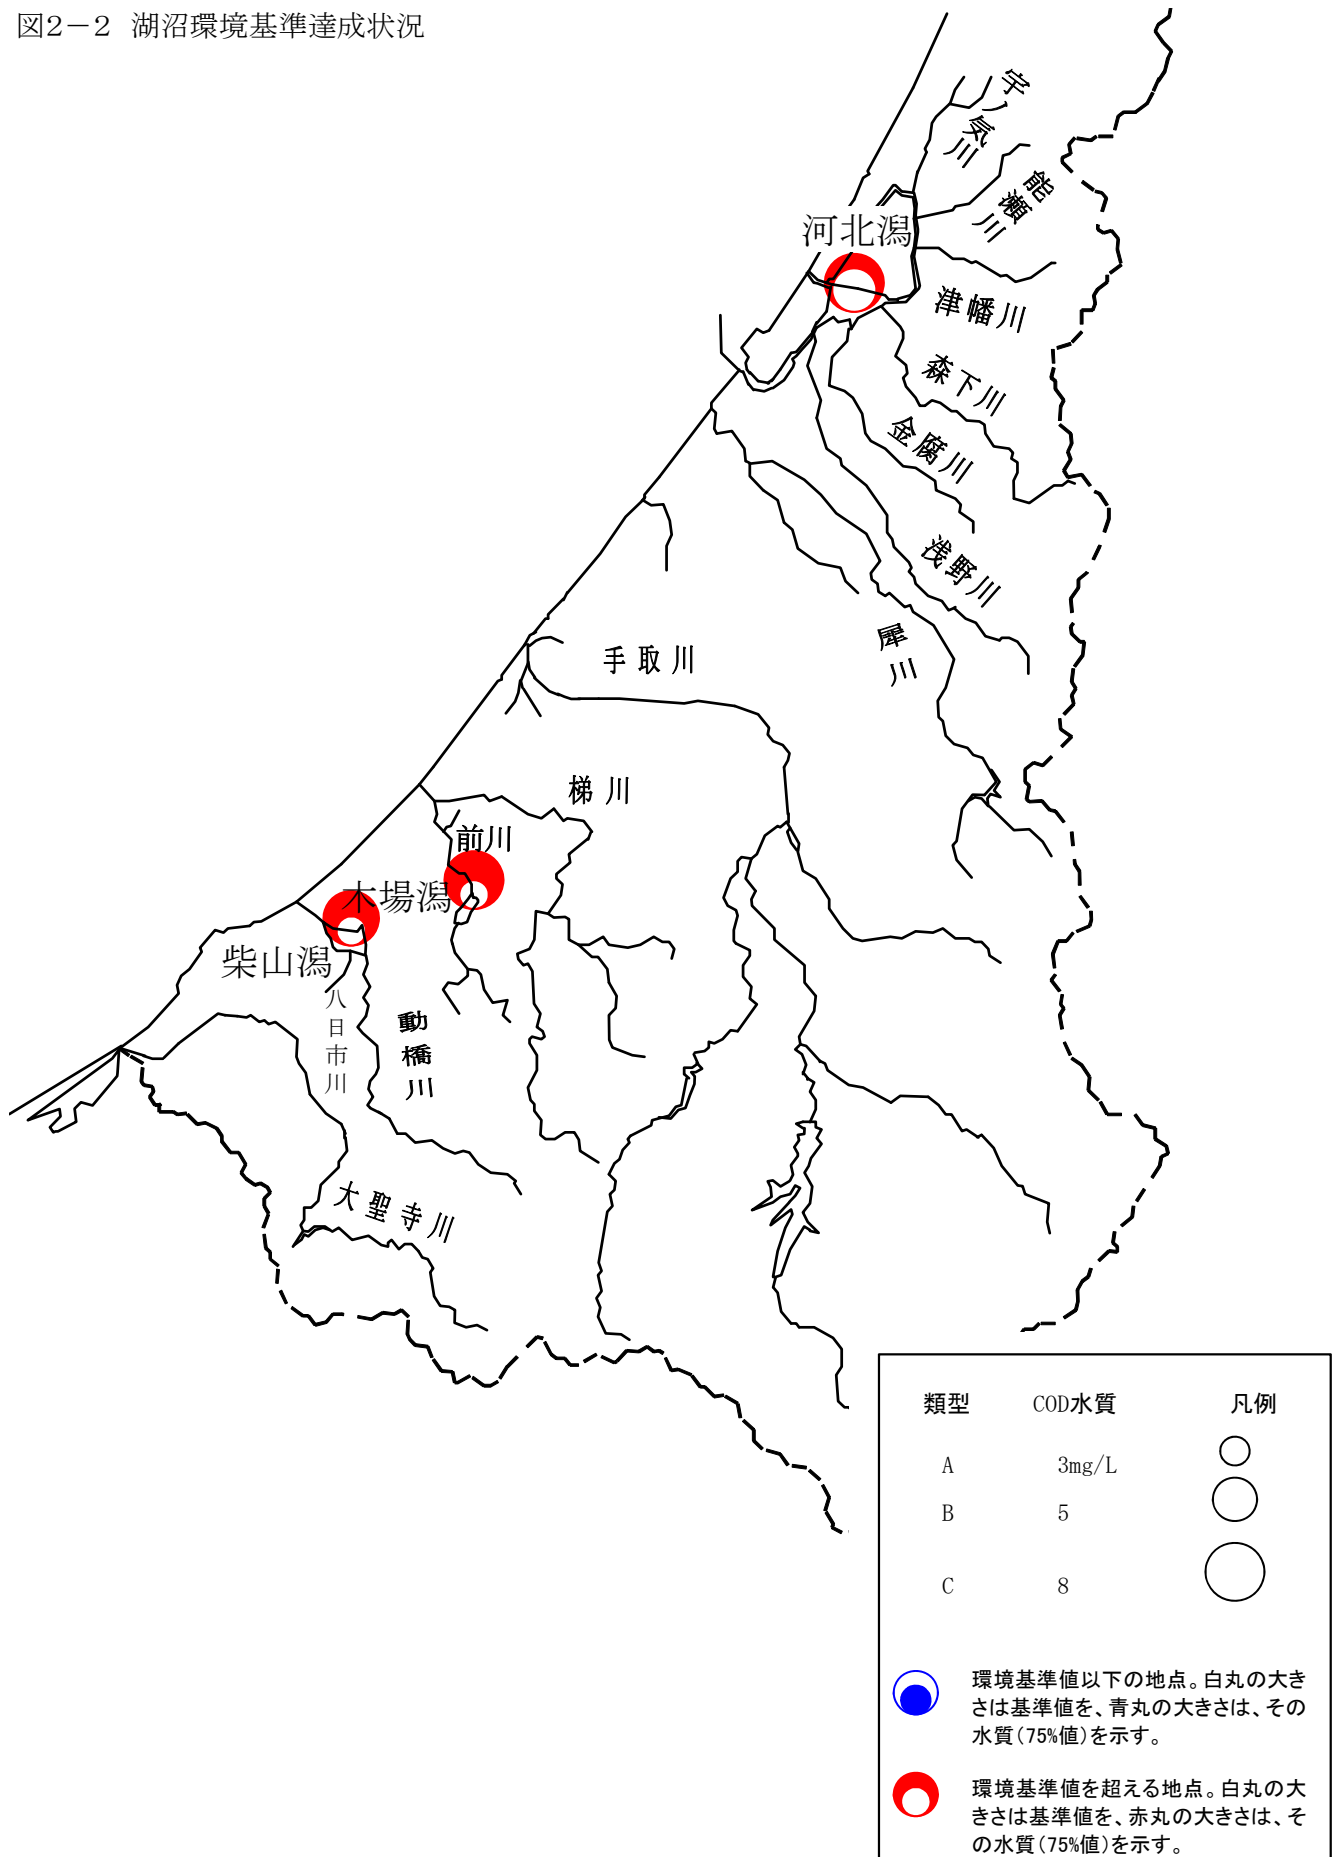 図2－2 湖沼環境基準達成状況
宇ノ気川
能瀬川
河北潟
津幡川
森下川
金腐川
浅野川
犀川
手取川
梯川
前川
木場潟
柴山潟
八日市川
動橋川
大聖寺川
類型 COD水質 凡例
A 3mg/L
B 5
C 8
環境基準値以下の地点。白丸の大き
さは基準値を、青丸の大きさは、その
水質（75%値）を示す。
環境基準値を超える地点。白丸の大
きさは基準値を、赤丸の大きさは、そ
の水質（75%値）を示す。